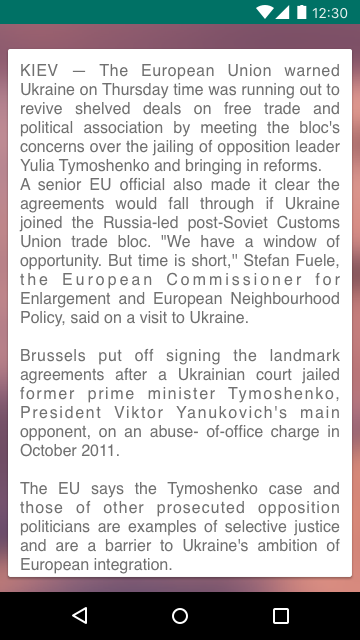 12:30
KIEV — The European Union warned
Ukraine on Thursday time was running out to
revive shelved deals on free trade and
political association by meeting the bloc's
concerns over the jailing of opposition leader
Yulia Tymoshenko and bringing in reforms.
A senior EU official also made it clear the
agreements would fall through if Ukraine
joined the Russia-led post-Soviet Customs
Union trade bloc. "We have a window of
opportunity. But time is short," Stefan Fuele,
the European Commissioner for
Enlargement and European Neighbourhood
Policy, said on a visit to Ukraine.
Brussels put off signing the landmark
agreements after a Ukrainian court jailed
former prime minister Tymoshenko,
President Viktor Yanukovich's main
opponent, on an abuse- of-office charge in
October 2011.
The EU says the Tymoshenko case and
those of other prosecuted opposition
politicians are examples of selective justice
and are a barrier to Ukraine's ambition of
European integration.